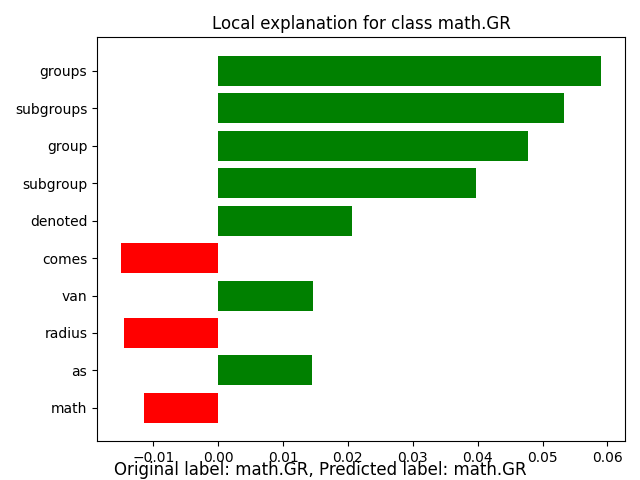 Local explanation for class math.GR
groups
subgroups
group
subgroup
denoted
comes
van
radius
as
math
−0.01 0.00 0.01 0.02 0.03 0.04 0.05 0.06
Original label: math.GR, Predicted label: math.GR